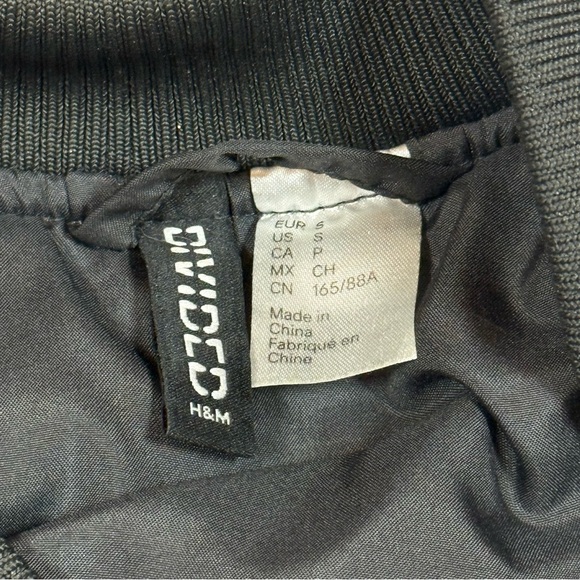 DIVIDED
H&M
EUR S
US S
CA P
MX CH
CN 165/88A
Made in
China
Fabriqué en
Chine